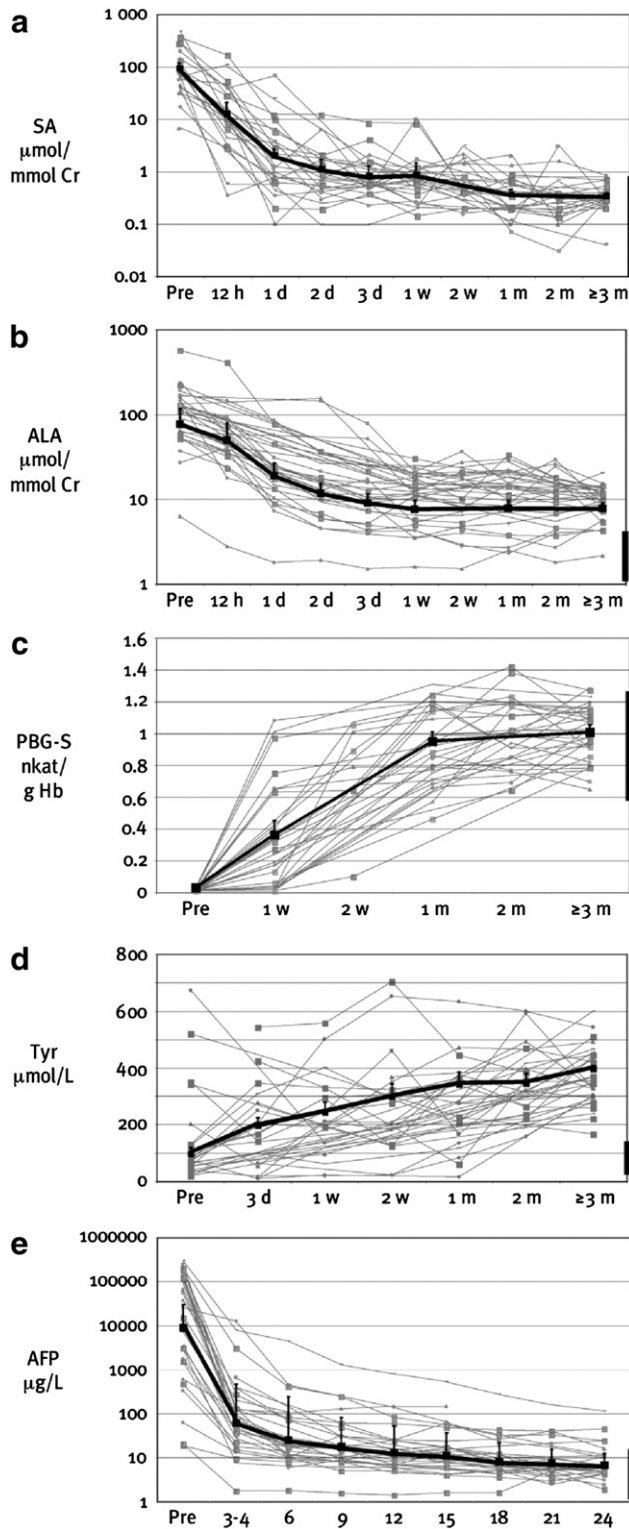 a
SA
µmol/
mmol Cr
1 000
100
10
1
0.1
0.01
Pre 12 h 1 d 2 d 3 d 1 w 2 w 1 m 2 m ≥3 m
b
ALA
µmol/
mmol Cr
1000
100
10
1
Pre 12 h 1 d 2 d 3 d 1 w 2 w 1 m 2 m ≥3 m
c
PBG-S
nkat/
g Hb
1.6
1.4
1.2
1
0.8
0.6
0.4
0.2
0
Pre 1 w 2 w 1 m 2 m ≥3 m
d
Tyr
µmol/L
800
600
400
200
0
Pre 3 d 1 w 2 w 1 m 2 m ≥3 m
e
AFP
µg/L
1000000
100000
10000
1000
100
10
1
Pre 3-4 6 9 12 15 18 21 24